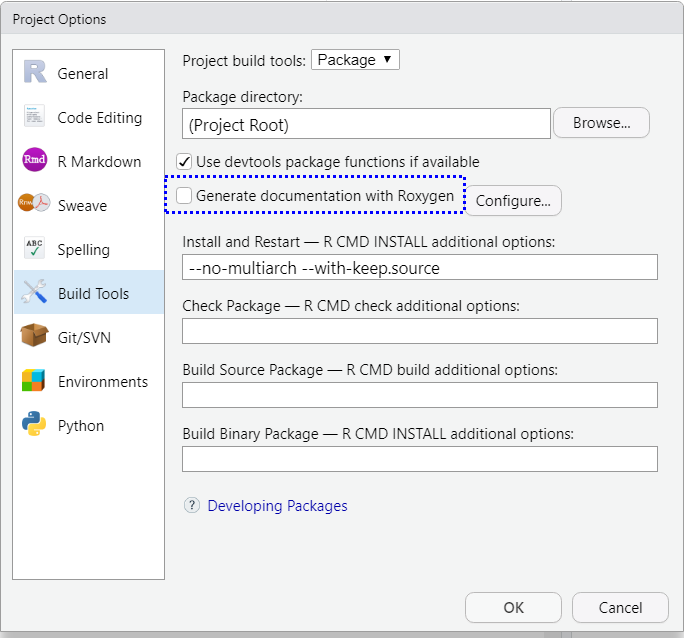 Project Options
General
Code Editing
Rmd R Markdown
Rnw Sweave
ABC Spelling
Build Tools
Git/SVN
Environments
Python
Project build tools: Package ▼
Package directory:
(Project Root) Browse...
Use devtools package functions if available
Generate documentation with Roxygen Configure...
Install and Restart — R CMD INSTALL additional options:
--no-multiarch --with-keep.source
Check Package — R CMD check additional options:
Build Source Package — R CMD build additional options:
Build Binary Package — R CMD INSTALL additional options:
? Developing Packages
OK Cancel